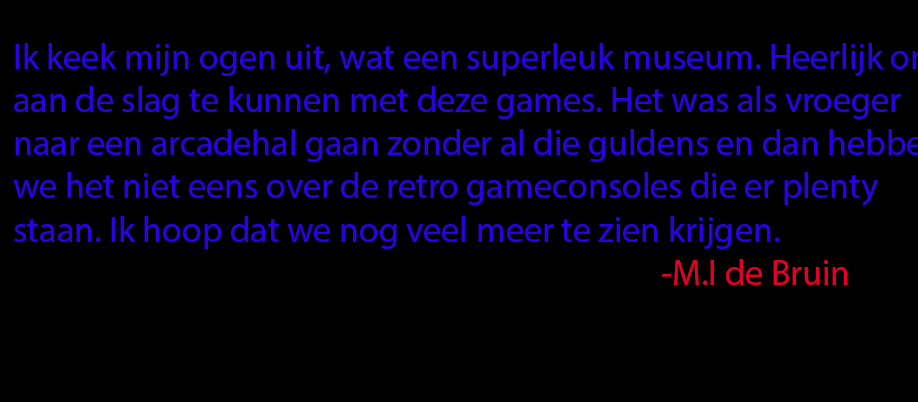 Ik keek mijn ogen uit, wat een superleuk museum. Heerlijk
aan de slag te kunnen met deze games. Het was als vroeger
naar een arcadehal gaan zonder al die guldens en dan hebbe
we het niet eens over de retro gameconsoles die er plenty
staan. Ik hoop dat we nog veel meer te zien krijgen.
-M.I de Bruin